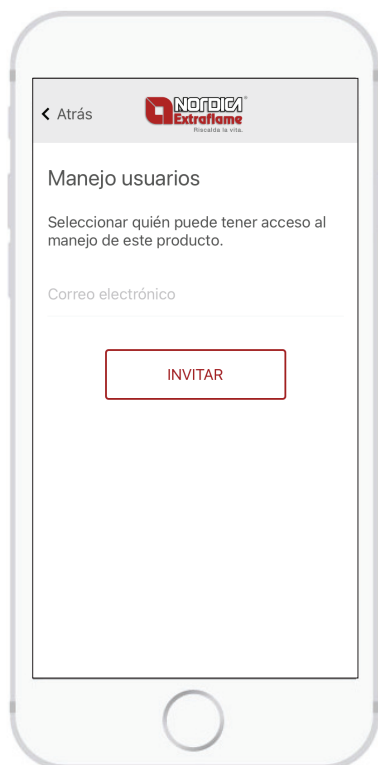 Atrás
NORDICA
Extraflame
Riscalda la vita.
Manejo usuarios
Seleccionar quién puede tener acceso al
manejo de este producto.
Correo electrónico
INVITAR